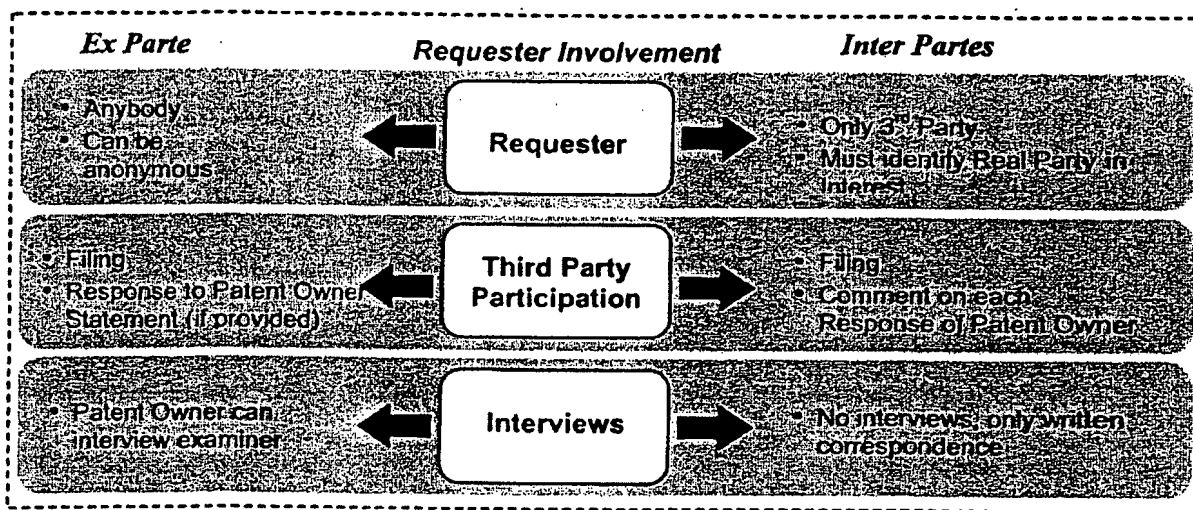 Ex Parte
Requester Involvement
Inter Partes
• Anybody
• Can be
anonymous
Requester
• Only 3rd Party
• Must identify Real Party in
Interest
• Filing
• Response to Patent Owner
Statement (if provided)
Third Party
Participation
• Filing
• Comment on each
Response of Patent Owner
• Patent Owner can
interview examiner
Interviews
• No interviews, only written
correspondence